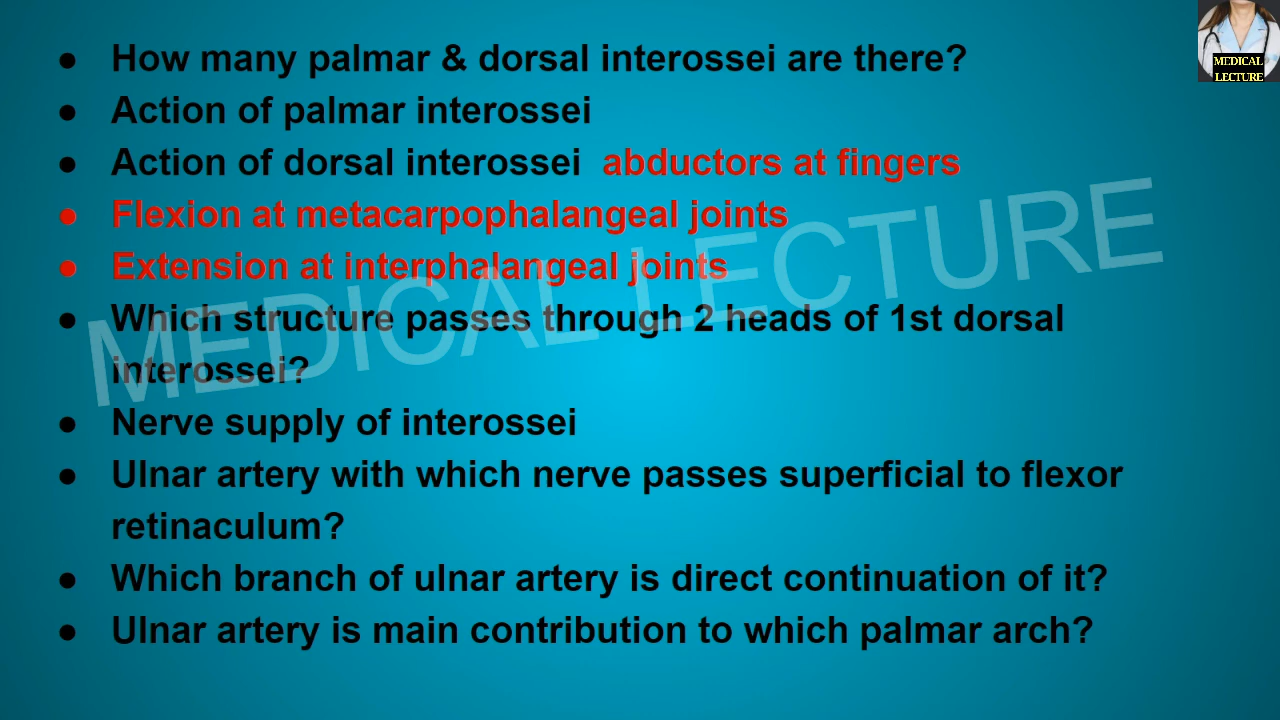 ● How many palmar & dorsal interossei are there?
● Action of palmar interossei
● Action of dorsal interossei abductors at fingers
● Flexion at metacarpophalangeal joints
● Extension at interphalangeal joints
● Which structure passes through 2 heads of 1st dorsal
interossei?
● Nerve supply of interossei
● Ulnar artery with which nerve passes superficial to flexor
retinaculum?
● Which branch of ulnar artery is direct continuation of it?
● Ulnar artery is main contribution to which palmar arch?
MEDICAL LECTURE
MEDICAL
LECTURE